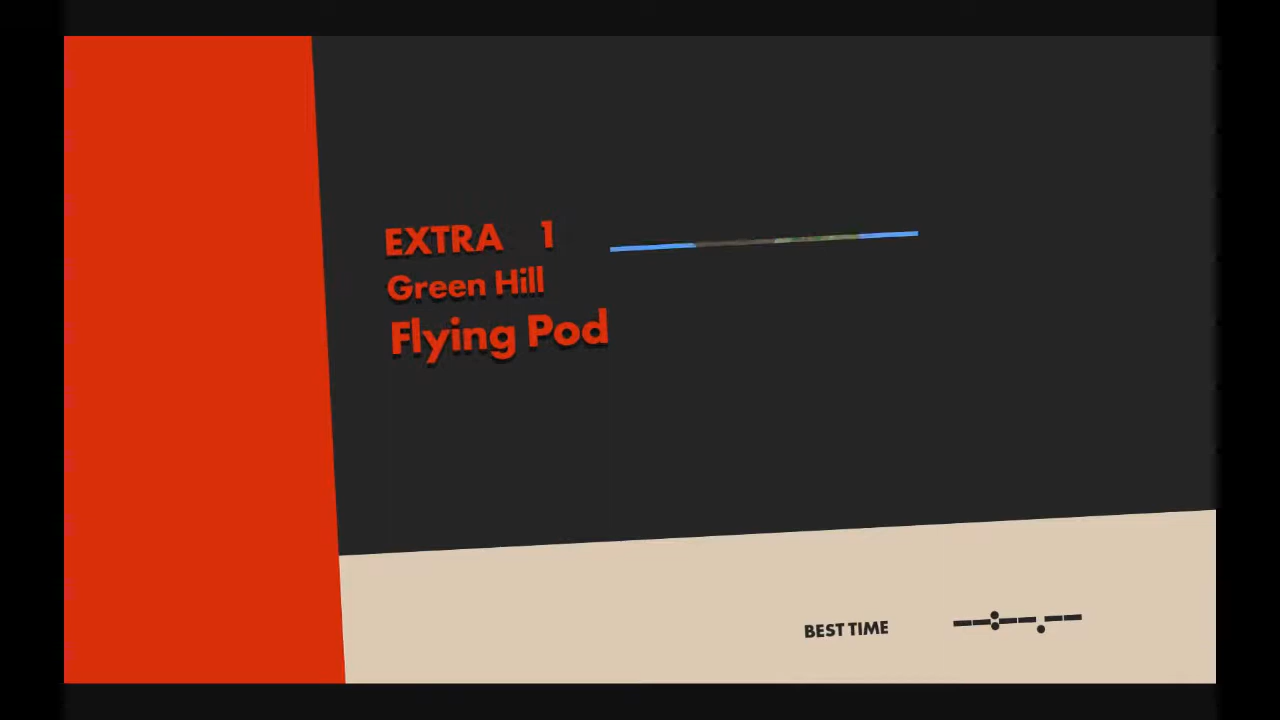 EXTRA 1
Green Hill
Flying Pod
BEST TIME --:--.--